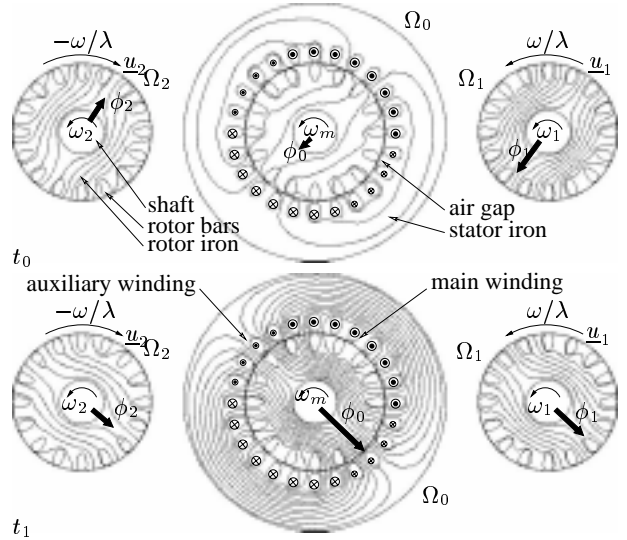 −ω/λ
Ω₀
ω/λ
u₂
Ω₂
Ω₁
u₁
ϕ₂
ω₂
ωₘ
ϕ₀
ω₁
ϕ₁
shaft
rotor bars
rotor iron
air gap
stator iron
t₀
auxiliary winding
main winding
−ω/λ
ω/λ
u₂
Ω₂
Ω₁
u₁
ω₂
ϕ₂
ωₘ
ϕ₀
ω₁
ϕ₁
Ω₀
t₁